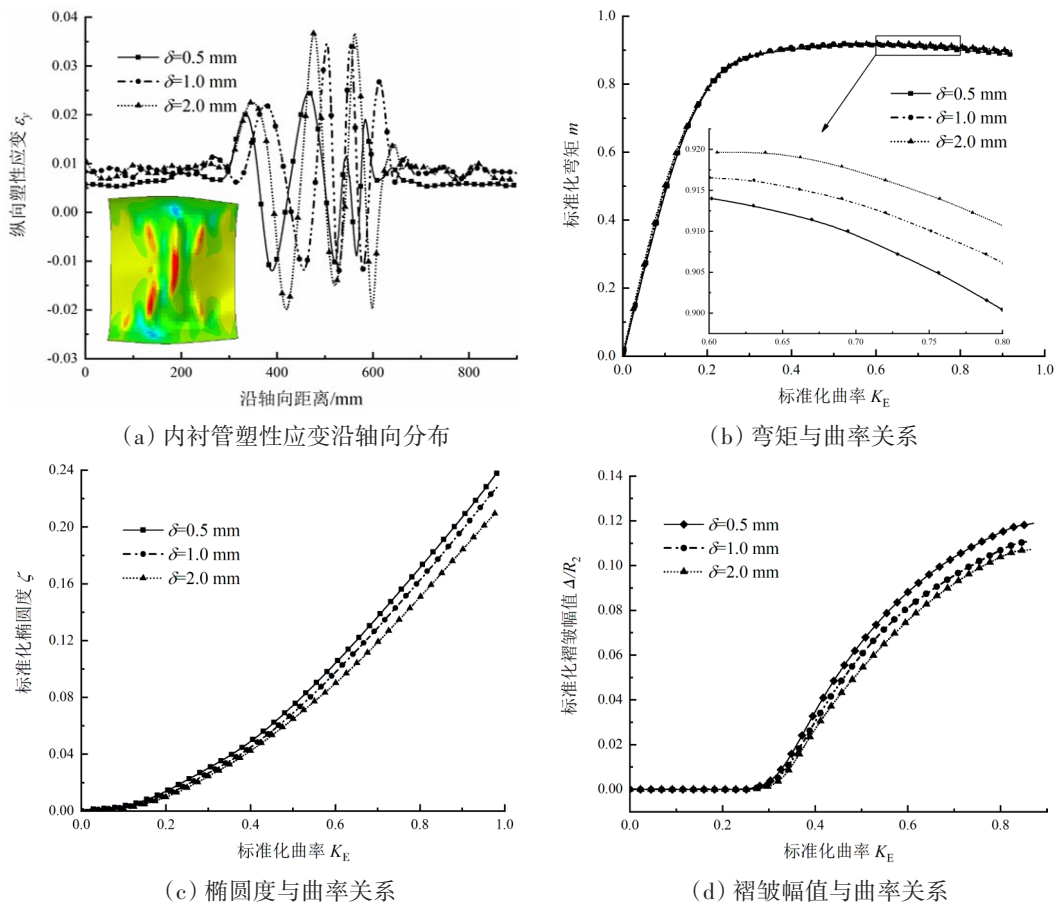 0.04
0.03
0.02
0.01
0.00
-0.01
-0.02
-0.03
纵向塑性应变 εy
δ=0.5 mm
δ=1.0 mm
δ=2.0 mm
0 200 400 600 800
沿轴向距离/mm
(a) 内衬管塑性应变沿轴向分布
1.0
0.8
0.6
0.4
0.2
0.0
标准化弯矩 m
δ=0.5 mm
δ=1.0 mm
δ=2.0 mm
0.920
0.915
0.910
0.905
0.900
0.60 0.65 0.70 0.75 0.80
0.0 0.2 0.4 0.6 0.8 1.0
标准化曲率 KE
(b) 弯矩与曲率关系
0.24
0.20
0.16
0.12
0.08
0.04
0.00
标准化椭圆度 ζ
δ=0.5 mm
δ=1.0 mm
δ=2.0 mm
0.0 0.2 0.4 0.6 0.8 1.0
标准化曲率 KE
(c) 椭圆度与曲率关系
0.12
0.10
0.08
0.06
0.04
0.02
0.00
标准化褶皱幅值 Δ/R2
δ=0.5 mm
δ=1.0 mm
δ=2.0 mm
0.0 0.2 0.4 0.6 0.8
标准化曲率 KE
(d) 褶皱幅值与曲率关系